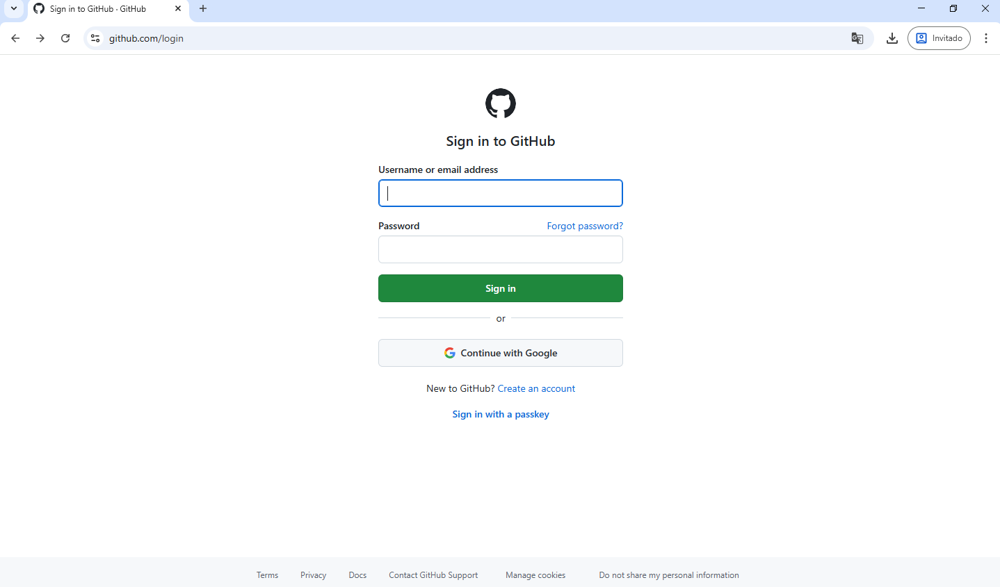 Sign in to GitHub · GitHub
github.com/login
Invitado
Sign in to GitHub
Username or email address
Password Forgot password?
Sign in
or
Continue with Google
New to GitHub? Create an account
Sign in with a passkey
Terms Privacy Docs Contact GitHub Support Manage cookies Do not share my personal information